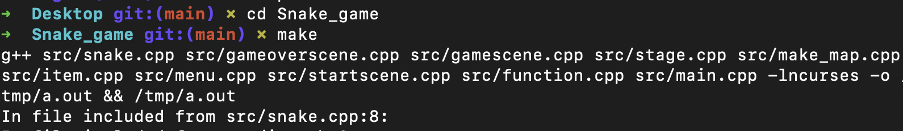 ➜ Desktop git:(main) × cd Snake_game
➜ Snake_game git:(main) × make
g++ src/snake.cpp src/gameoverscene.cpp src/gamescene.cpp src/stage.cpp src/make_map.cpp
src/item.cpp src/menu.cpp src/startscene.cpp src/function.cpp src/main.cpp -lncurses -o
tmp/a.out && /tmp/a.out
In file included from src/snake.cpp:8: